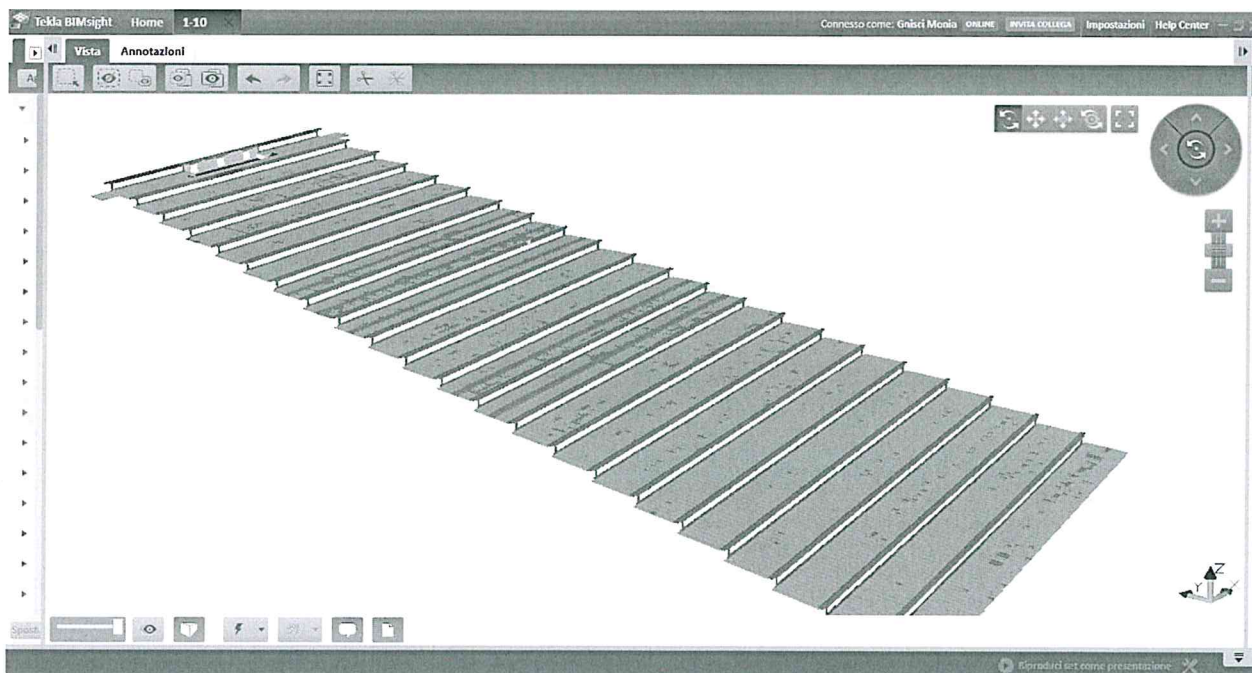 Tekla BIMsight Home 1-10 Connesso come: Gnisci Monia ONLINE INVITA COLLEGA Impostazioni Help Center
Vista Annotazioni
Z
Y
Riproduci set come presentazione